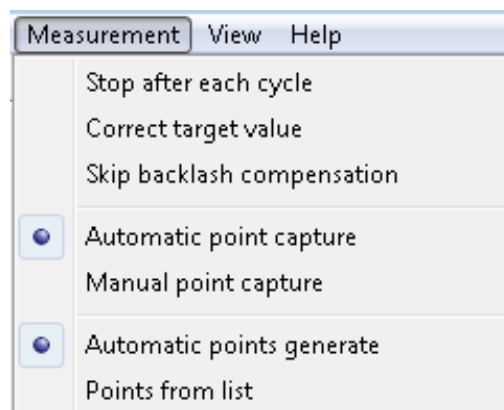 Measurement View Help
Stop after each cycle
Correct target value
Skip backlash compensation
Automatic point capture
Manual point capture
Automatic points generate
Points from list